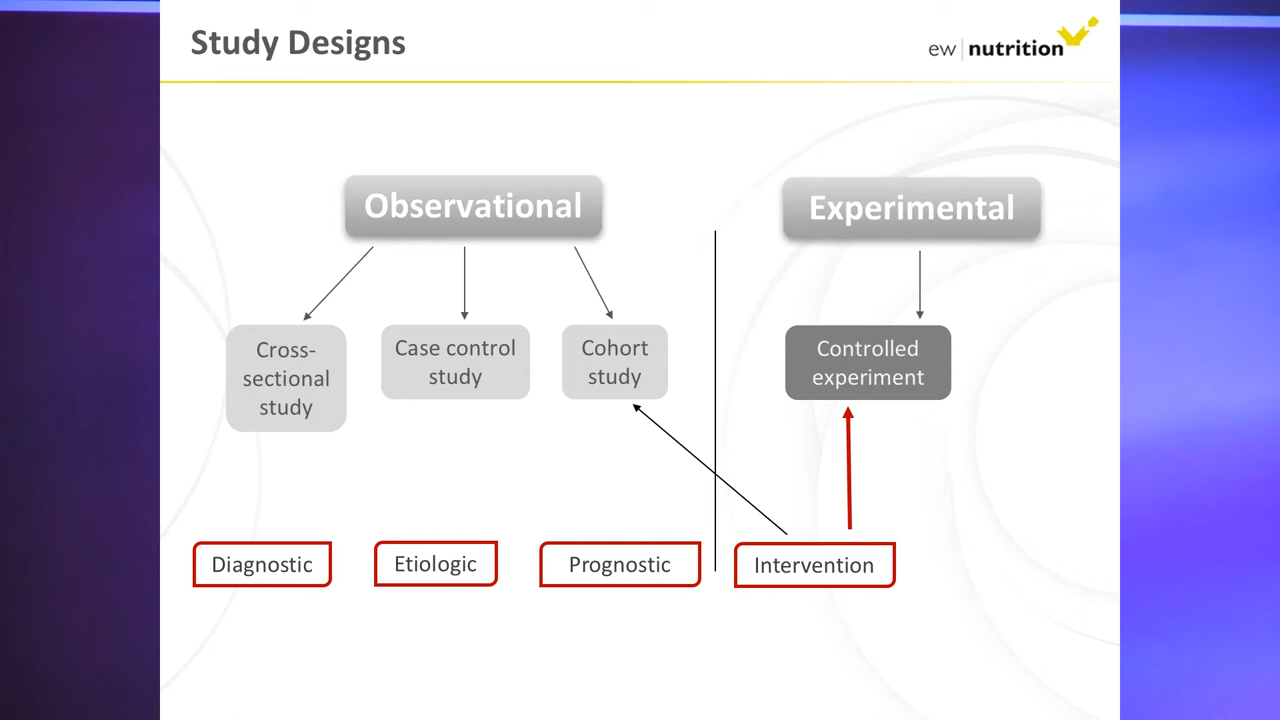 Study Designs
ew nutrition
Observational
Experimental
Cross-
sectional
study
Case control
study
Cohort
study
Controlled
experiment
Diagnostic
Etiologic
Prognostic
Intervention